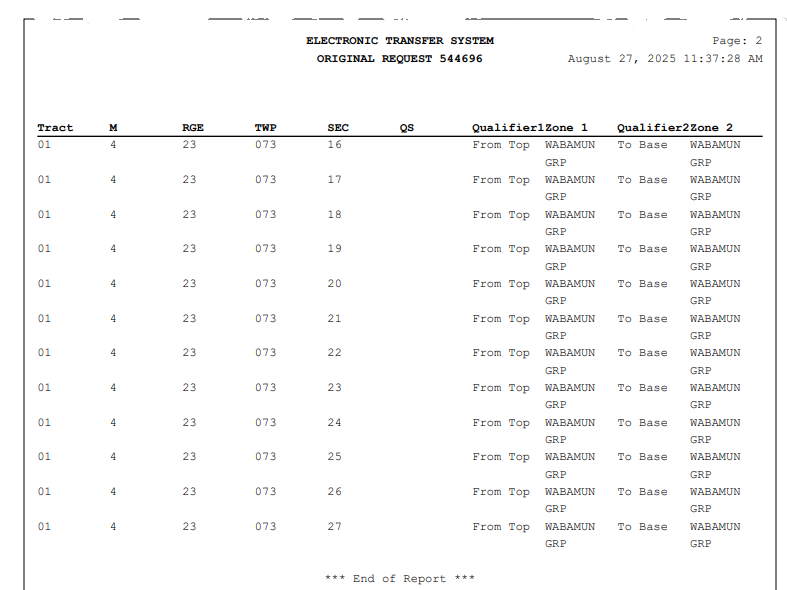 ELECTRONIC TRANSFER SYSTEM Page: 2
ORIGINAL REQUEST 544696 August 27, 2025 11:37:28 AM
Tract M RGE TWP SEC QS Qualifier1 Zone 1 Qualifier2 Zone 2
01 4 23 073 16 From Top WABAMUN To Base WABAMUN
GRP GRP
01 4 23 073 17 From Top WABAMUN To Base WABAMUN
GRP GRP
01 4 23 073 18 From Top WABAMUN To Base WABAMUN
GRP GRP
01 4 23 073 19 From Top WABAMUN To Base WABAMUN
GRP GRP
01 4 23 073 20 From Top WABAMUN To Base WABAMUN
GRP GRP
01 4 23 073 21 From Top WABAMUN To Base WABAMUN
GRP GRP
01 4 23 073 22 From Top WABAMUN To Base WABAMUN
GRP GRP
01 4 23 073 23 From Top WABAMUN To Base WABAMUN
GRP GRP
01 4 23 073 24 From Top WABAMUN To Base WABAMUN
GRP GRP
01 4 23 073 25 From Top WABAMUN To Base WABAMUN
GRP GRP
01 4 23 073 26 From Top WABAMUN To Base WABAMUN
GRP GRP
01 4 23 073 27 From Top WABAMUN To Base WABAMUN
GRP GRP
*** End of Report ***